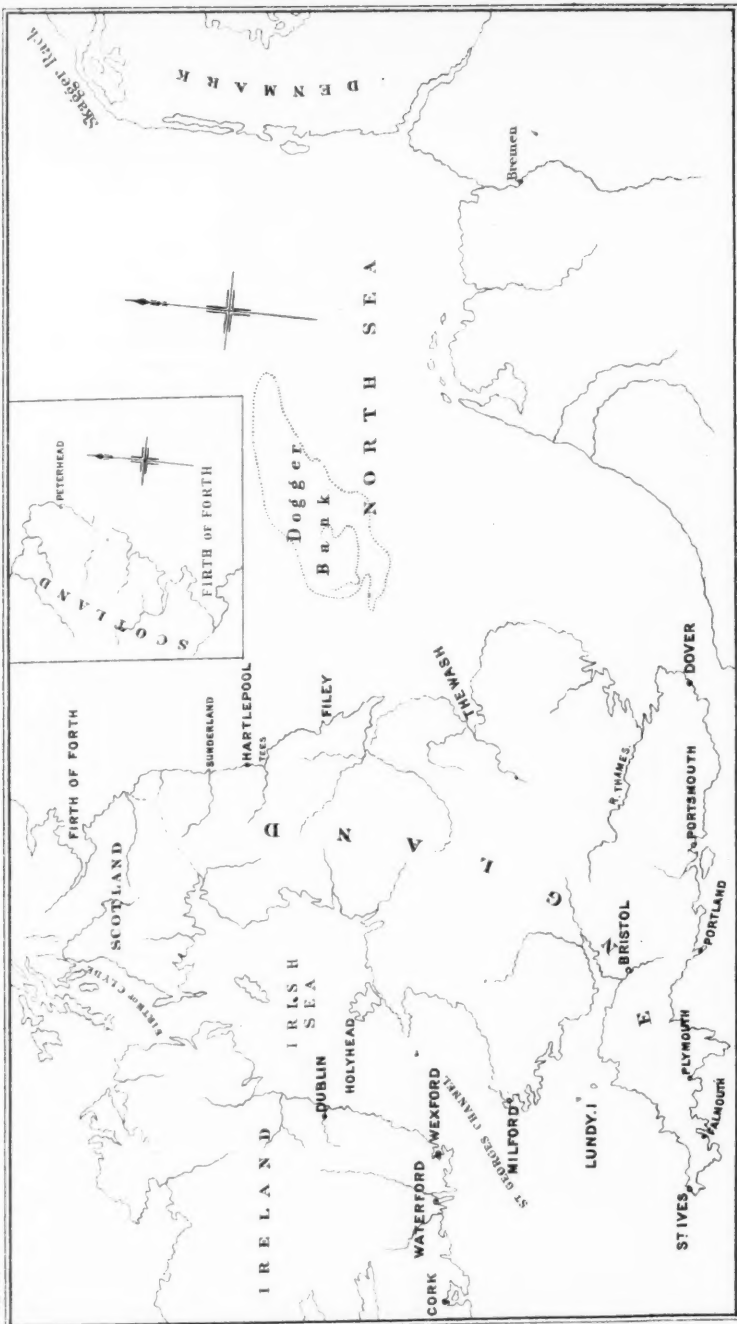 Skagger Rack
DENMARK
Bremen
NORTH SEA
Dogger
Bank
PETERHEAD
SCOTLAND
FIRTH OF FORTH
FIRTH OF FORTH
SCOTLAND
FIRTH OF CLYDE
SUNDERLAND
HARTLEPOOL
TEES
FILEY
THE WASH
ENGLAND
IRISH
SEA
IRELAND
DUBLIN
HOLYHEAD
WEXFORD
WATERFORD
CORK
ST GEORGES CHANNEL
MILFORD
LUNDY. I
BRISTOL
R. THAMES.
DOVER
PORTSMOUTH
PORTLAND
PLYMOUTH
FALMOUTH
ST IVES